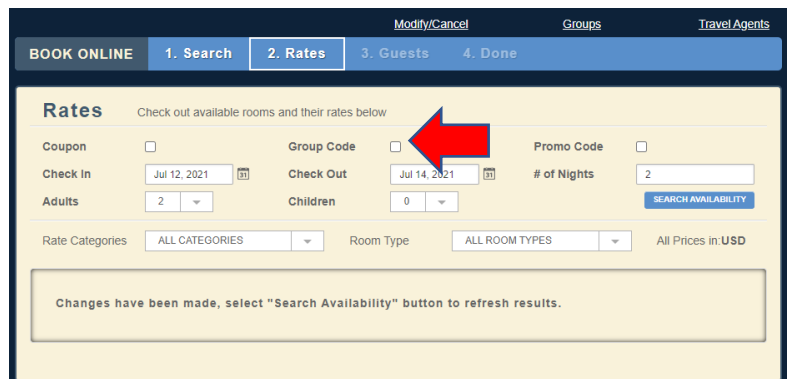 Modify/Cancel Groups Travel Agents
BOOK ONLINE 1. Search 2. Rates 3. Guests 4. Done
Rates Check out available rooms and their rates below
Coupon Group Code Promo Code
Check In Jul 12, 2021 31 Check Out Jul 14, 2021 31 # of Nights 2
Adults 2 Children 0 SEARCH AVAILABILITY
Rate Categories ALL CATEGORIES Room Type ALL ROOM TYPES All Prices in:USD
Changes have been made, select "Search Availability" button to refresh results.